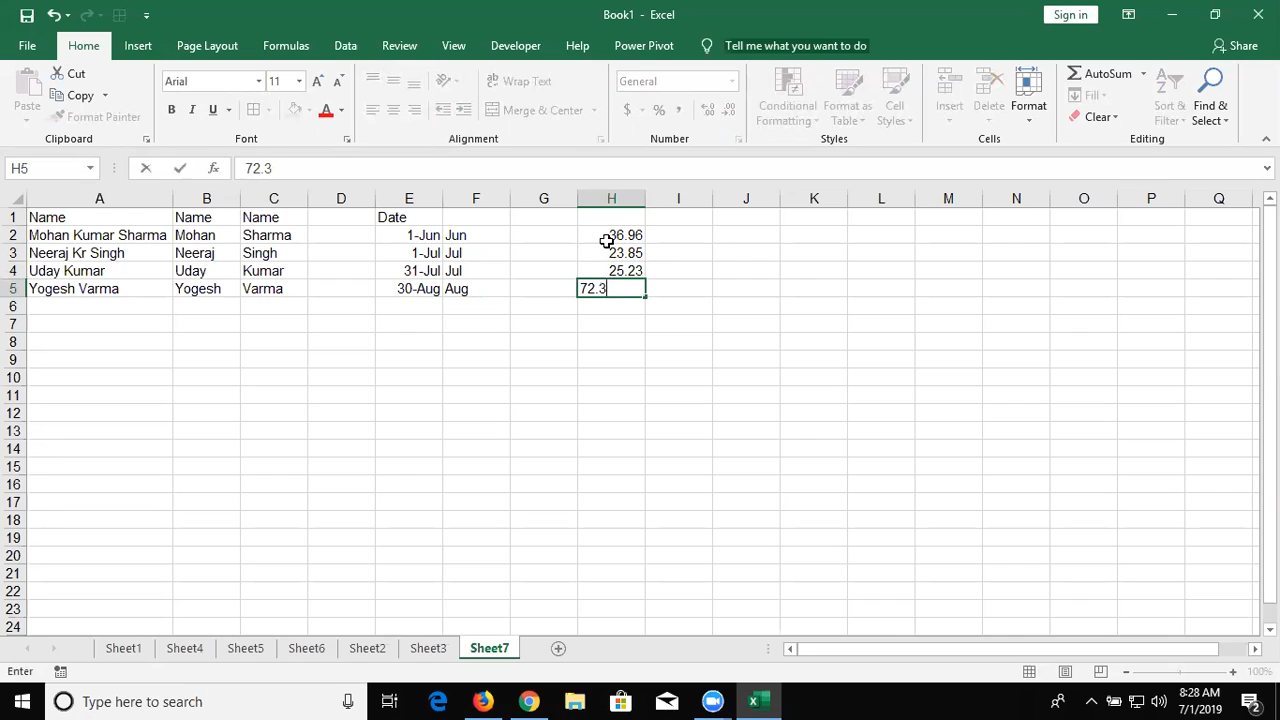 Book1 - Excel
Sign in
File Home Insert Page Layout Formulas Data Review View Developer Help Power Pivot Tell me what you want to do Share
Paste Cut Copy Format Painter Clipboard
Arial 11 B I U A A A Font
ab Wrap Text Merge & Center Alignment
General $ % , Number
Conditional Formatting Format as Table Cell Styles Styles
Insert Delete Format Cells
AutoSum Fill Clear Sort & Filter Find & Select Editing
H5 fx 72.3
A B C D E F G H I J K L M N O P Q
1 Name Name Name Date
2 Mohan Kumar Sharma Mohan Sharma 1-Jun Jun 36.96
3 Neeraj Kr Singh Neeraj Singh 1-Jul Jul 23.85
4 Uday Kumar Uday Kumar 31-Jul Jul 25.23
5 Yogesh Varma Yogesh Varma 30-Aug Aug 72.3
6
7
8
9
10
11
12
13
14
15
16
17
18
19
20
21
22
23
24
Sheet1 Sheet4 Sheet5 Sheet6 Sheet2 Sheet3 Sheet7
Enter 100%
Type here to search
8:28 AM
7/1/2019
2